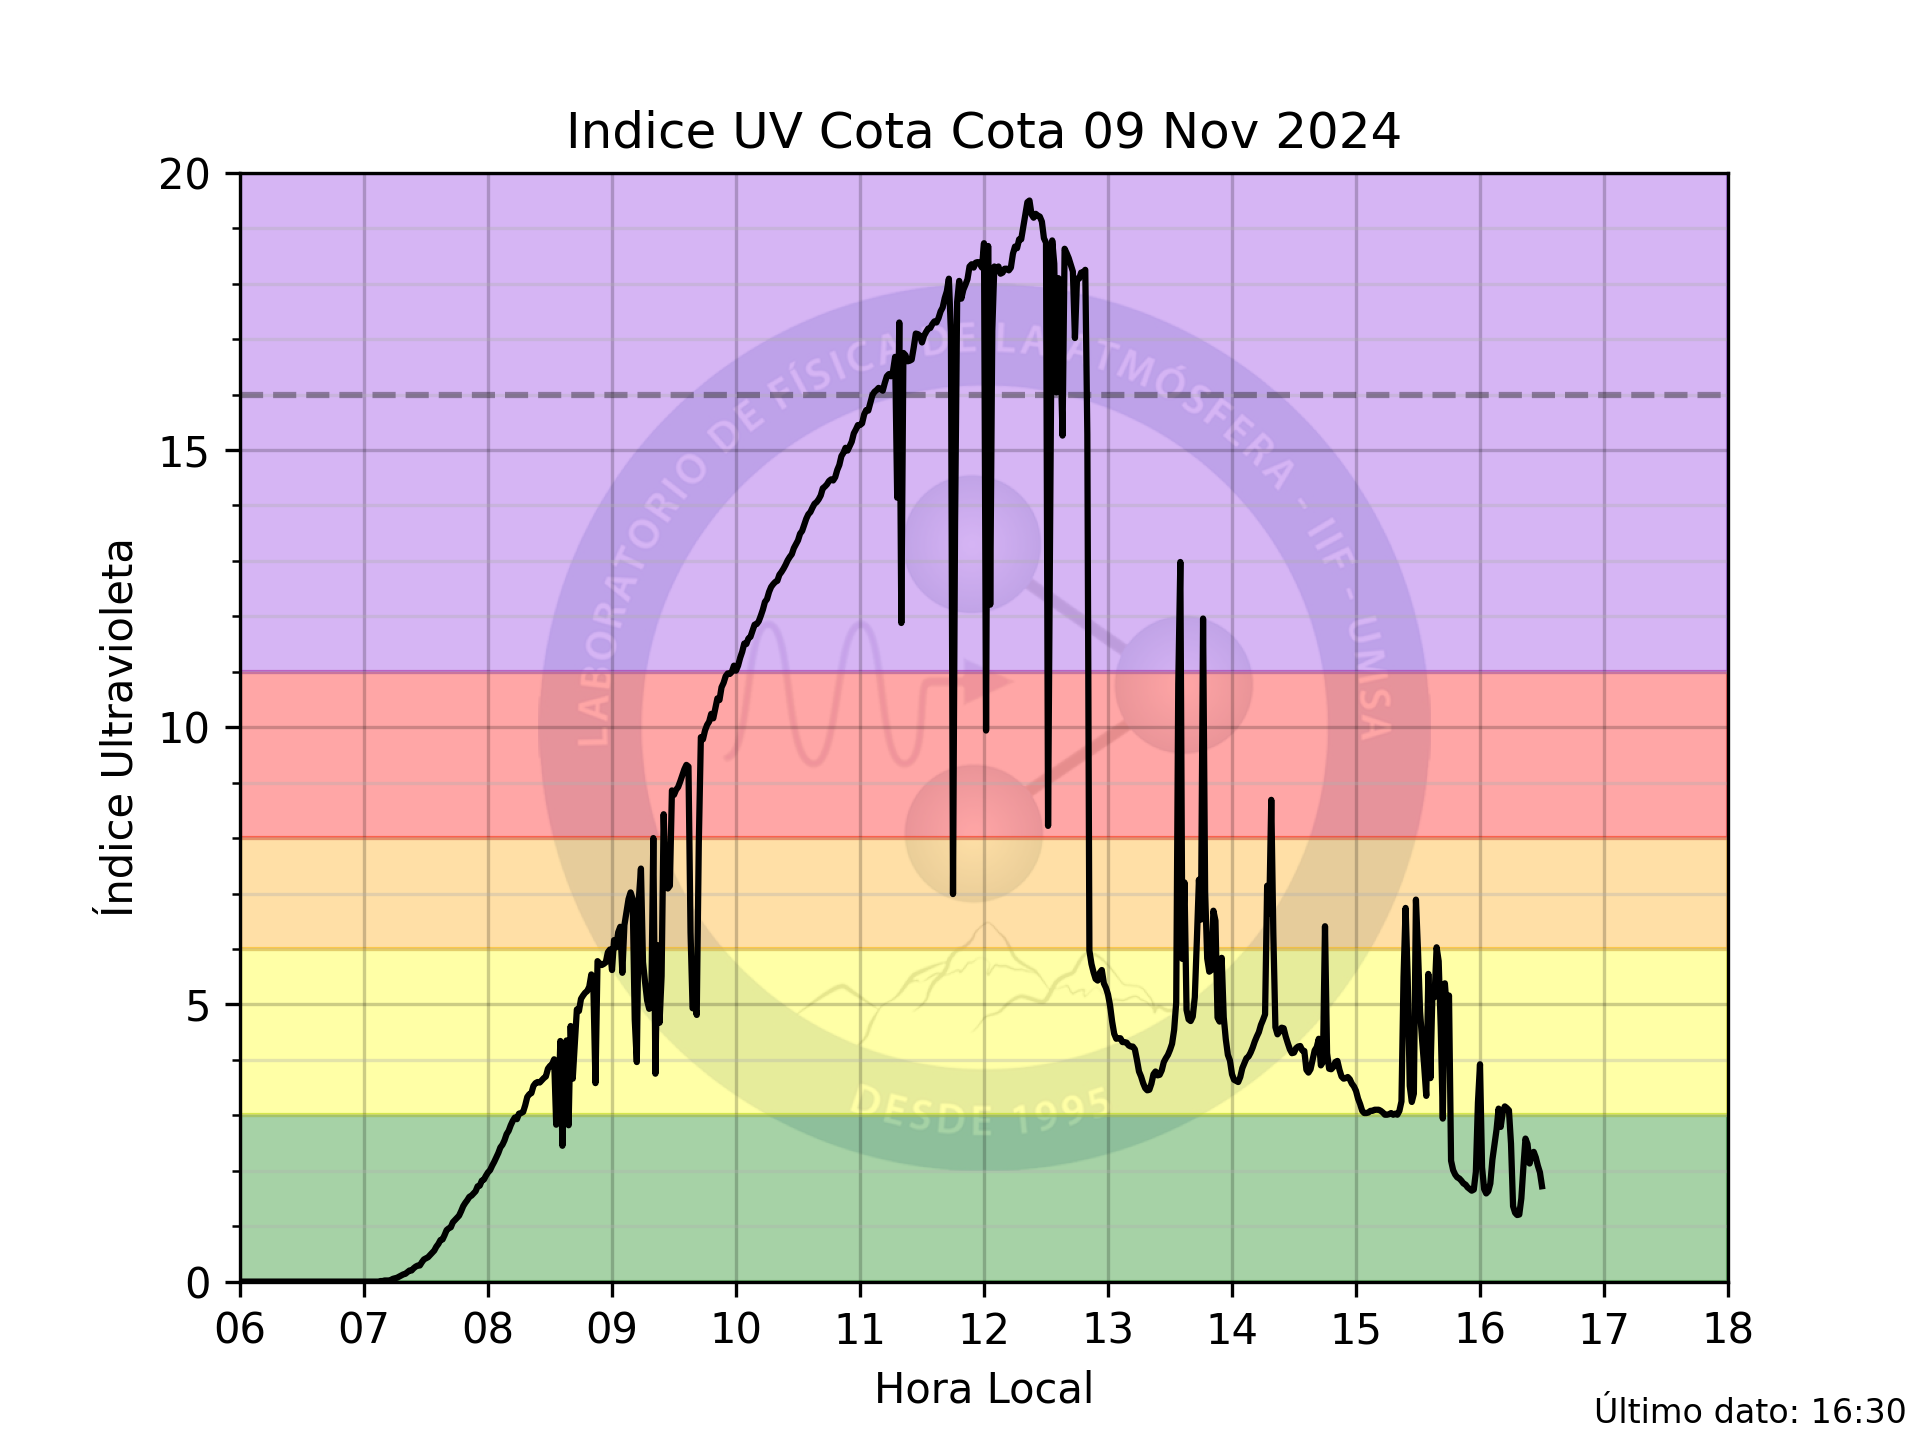 Indice UV Cota Cota 09 Nov 2024
20
15
10
5
0
Índice Ultravioleta
LABORATORIO DE FÍSICA DE LA ATMÓSFERA - IIF - UMSA
DESDE 1995
06 07 08 09 10 11 12 13 14 15 16 17 18
Hora Local
Último dato: 16:30